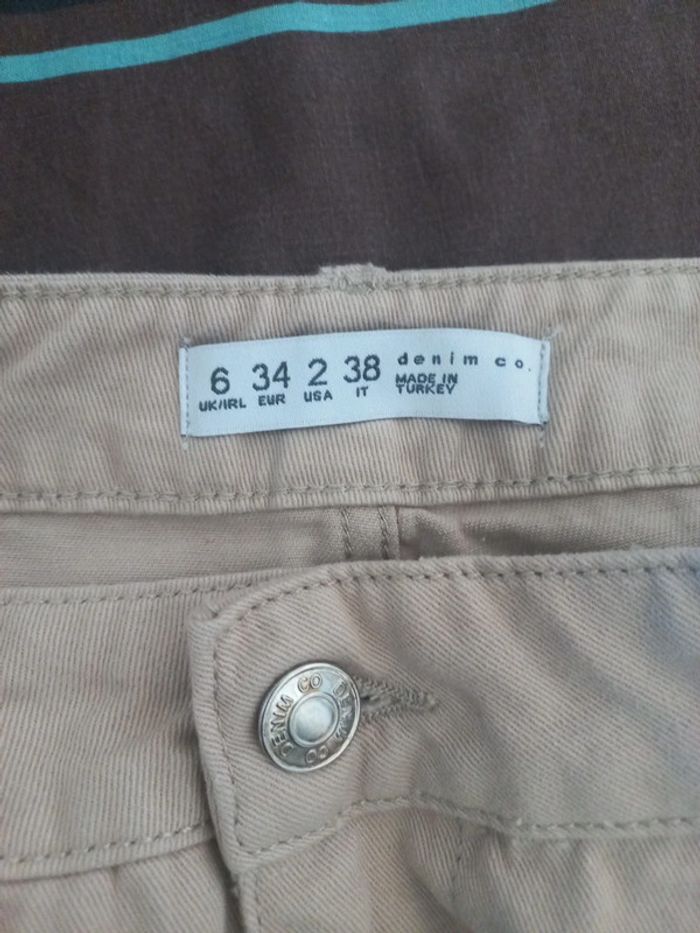 6 34 2 38 denim co.
UK/IRL EUR USA IT MADE IN
TURKEY
DENIM CO DENIM CO